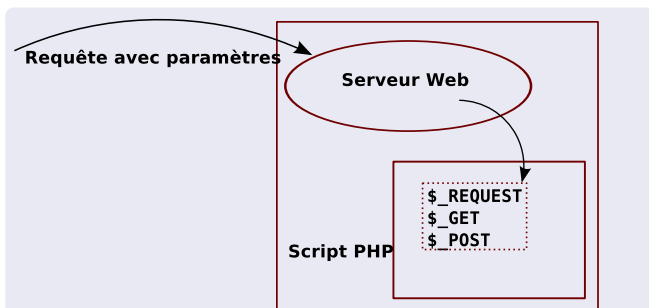 Requête avec paramètres
Serveur Web
$_REQUEST
$_GET
$_POST
Script PHP